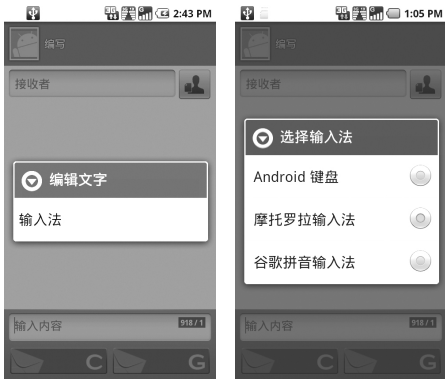 2:43 PM
编写
接收者
编辑文字
输入法
输入内容
918 / 1
C
G
1:05 PM
编写
接收者
选择输入法
Android 键盘
摩托罗拉输入法
谷歌拼音输入法
输入内容
918 / 1
C
G